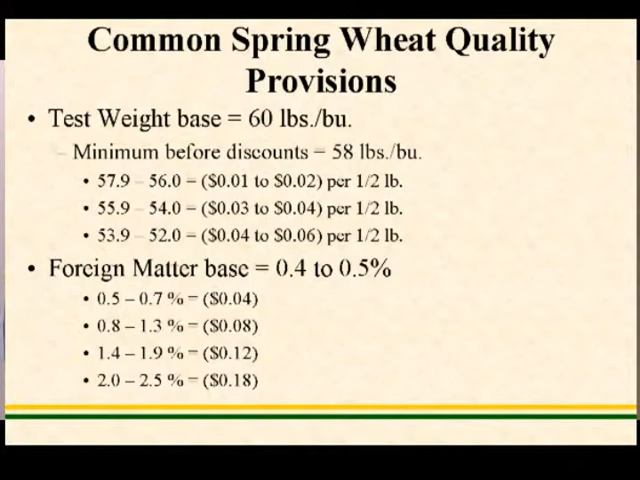 Common Spring Wheat Quality
Provisions
• Test Weight base = 60 lbs./bu.
– Minimum before discounts = 58 lbs./bu.
• 57.9 – 56.0 = ($0.01 to $0.02) per 1/2 lb.
• 55.9 – 54.0 = ($0.03 to $0.04) per 1/2 lb.
• 53.9 – 52.0 = ($0.04 to $0.06) per 1/2 lb.
• Foreign Matter base = 0.4 to 0.5%
• 0.5 – 0.7 % = ($0.04)
• 0.8 – 1.3 % = ($0.08)
• 1.4 – 1.9 % = ($0.12)
• 2.0 – 2.5 % = ($0.18)